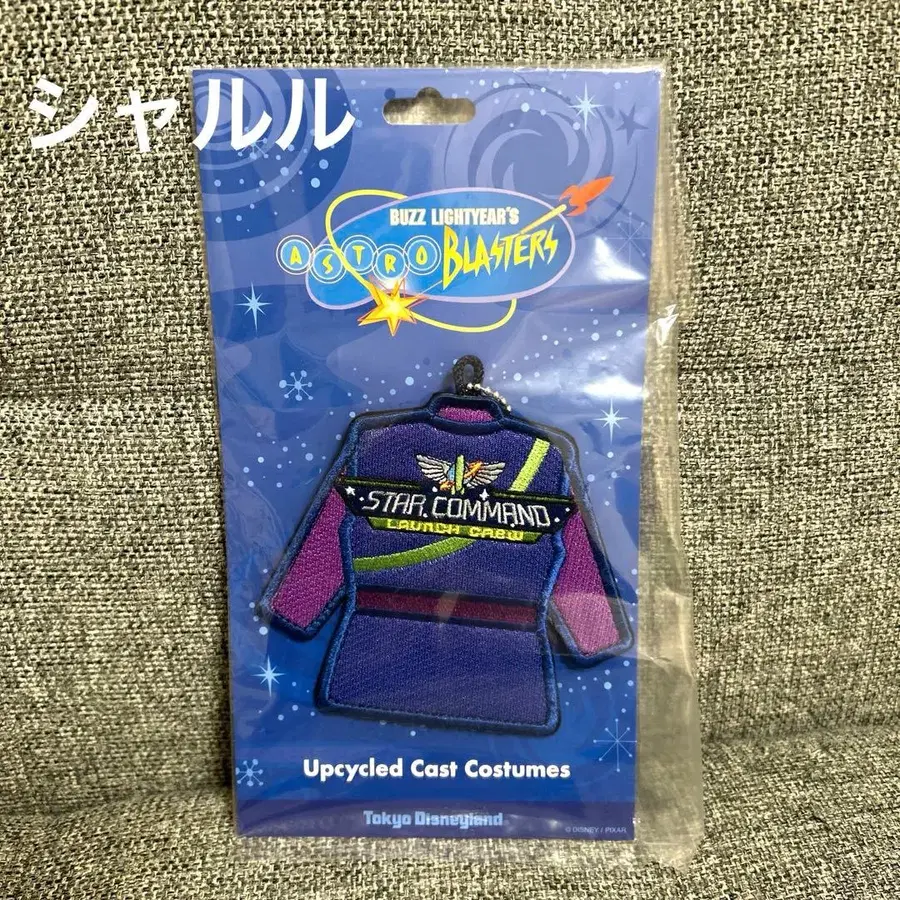 シャルル
BUZZ LIGHTYEAR'S
ASTRO BLASTERS
STAR COMMAND
LAUNCH CREW
Upcycled Cast Costumes
Tokyo Disneyland
© DISNEY / PIXAR